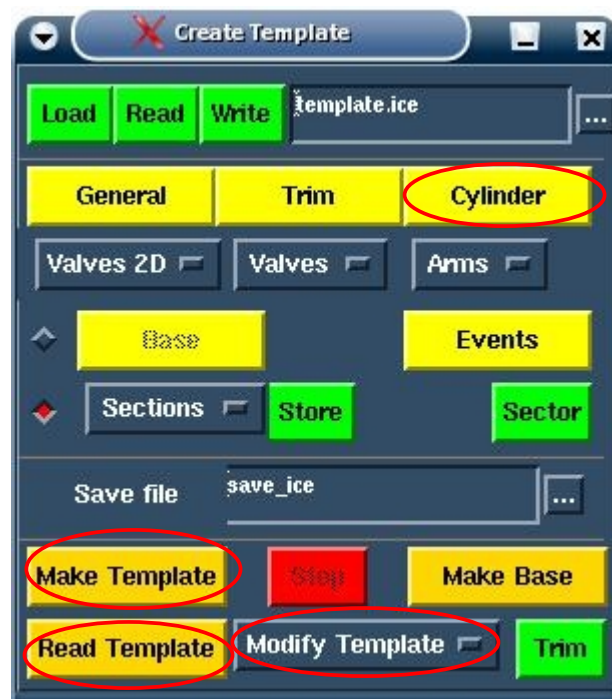 Create Template
Load Read Write template.ice ...
General Trim Cylinder
Valves 2D Valves Arms
Base Events
Sections Store Sector
Save file save_ice ...
Make Template Stop Make Base
Read Template Modify Template Trim